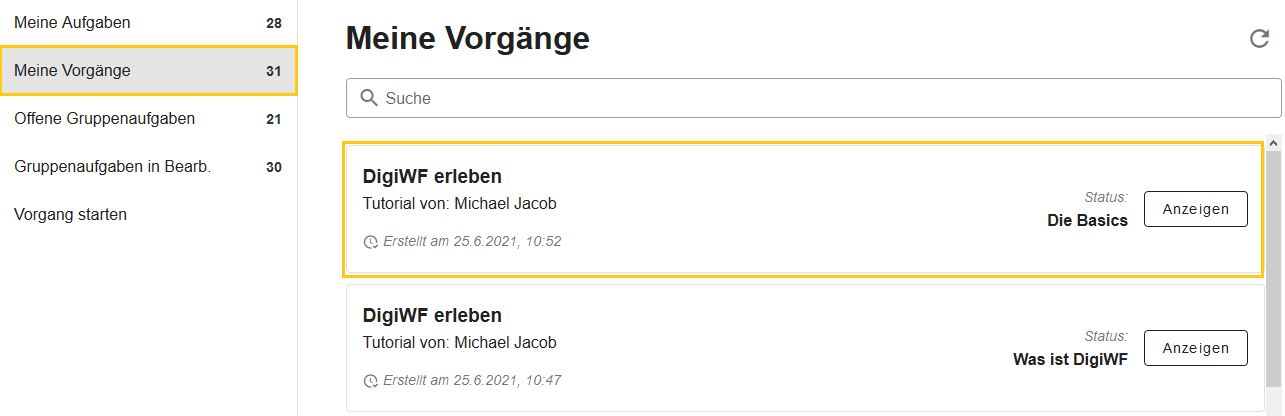 Meine Aufgaben 28
Meine Vorgänge 31
Offene Gruppenaufgaben 21
Gruppenaufgaben in Bearb. 30
Vorgang starten
Meine Vorgänge
Suche
DigiWF erleben
Tutorial von: Michael Jacob
Erstellt am 25.6.2021, 10:52
Status:
Die Basics
Anzeigen
DigiWF erleben
Tutorial von: Michael Jacob
Erstellt am 25.6.2021, 10:47
Status:
Was ist DigiWF
Anzeigen